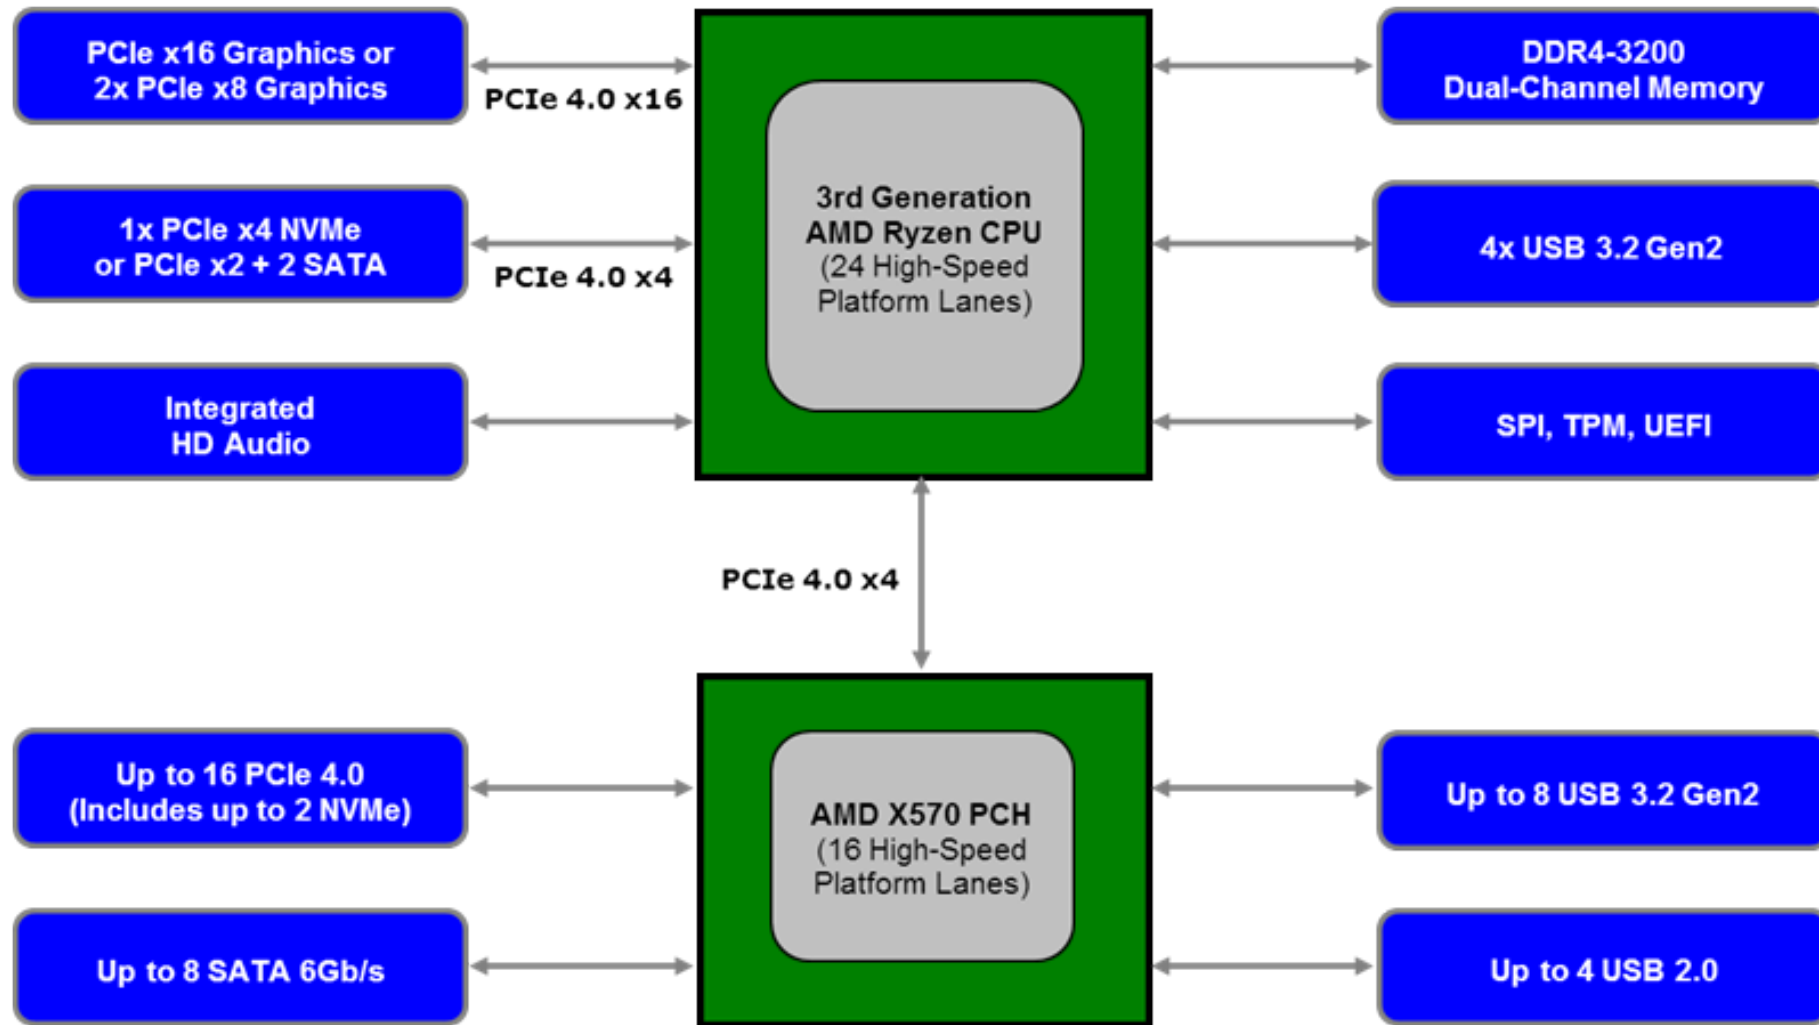 PCIe x16 Graphics or
2x PCIe x8 Graphics
PCIe 4.0 x16
DDR4-3200
Dual-Channel Memory
1x PCIe x4 NVMe
or PCIe x2 + 2 SATA
PCIe 4.0 x4
3rd Generation
AMD Ryzen CPU
(24 High-Speed
Platform Lanes)
4x USB 3.2 Gen2
Integrated
HD Audio
SPI, TPM, UEFI
PCIe 4.0 x4
Up to 16 PCIe 4.0
(Includes up to 2 NVMe)
AMD X570 PCH
(16 High-Speed
Platform Lanes)
Up to 8 USB 3.2 Gen2
Up to 8 SATA 6Gb/s
Up to 4 USB 2.0